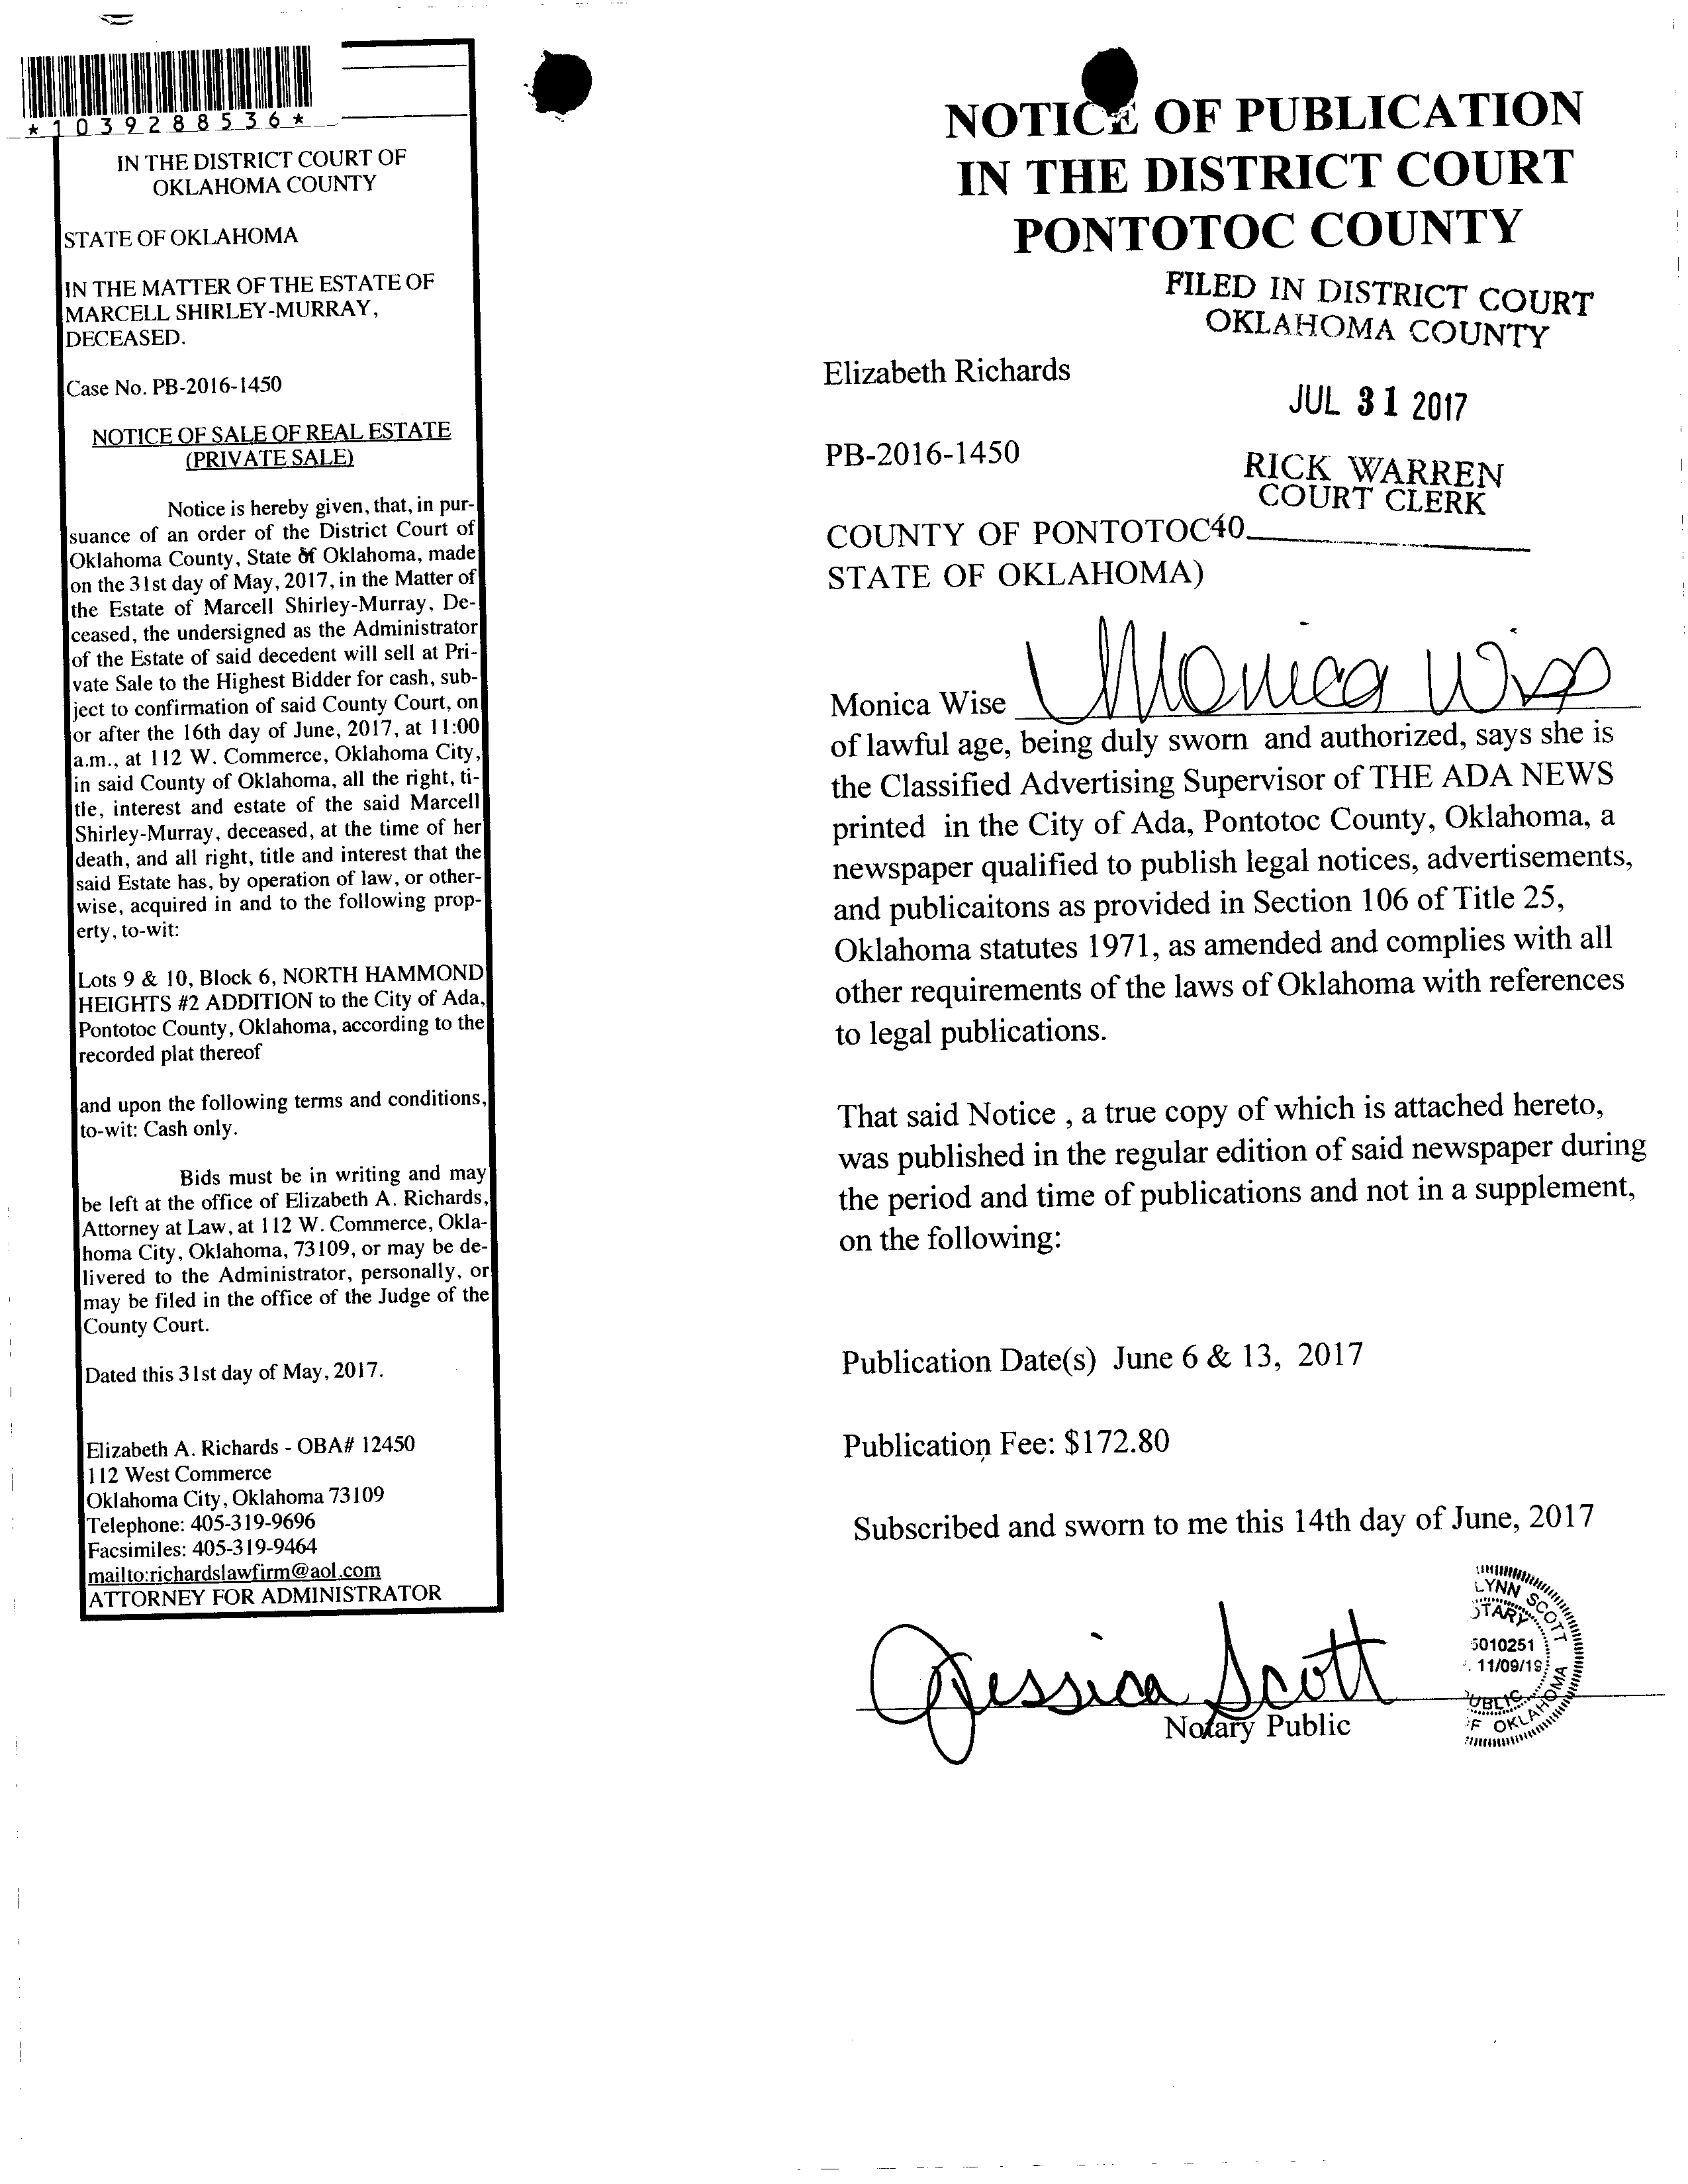 *1039288536*
IN THE DISTRICT COURT OF
OKLAHOMA COUNTY
STATE OF OKLAHOMA
IN THE MATTER OF THE ESTATE OF
MARCELL SHIRLEY-MURRAY,
DECEASED.
Case No. PB-2016-1450
NOTICE OF SALE OF REAL ESTATE
(PRIVATE SALE)
Notice is hereby given, that, in pur-
suance of an order of the District Court of
Oklahoma County, State of Oklahoma, made
on the 31st day of May, 2017, in the Matter of
the Estate of Marcell Shirley-Murray, De-
ceased, the undersigned as the Administrator
of the Estate of said decedent will sell at Pri-
vate Sale to the Highest Bidder for cash, sub-
ject to confirmation of said County Court, on
or after the 16th day of June, 2017, at 11:00
a.m., at 112 W. Commerce, Oklahoma City,
in said County of Oklahoma, all the right, ti-
tle, interest and estate of the said Marcell
Shirley-Murray, deceased, at the time of her
death, and all right, title and interest that the
said Estate has, by operation of law, or other-
wise, acquired in and to the following prop-
erty, to-wit:
Lots 9 & 10, Block 6, NORTH HAMMOND
HEIGHTS #2 ADDITION to the City of Ada,
Pontotoc County, Oklahoma, according to the
recorded plat thereof
and upon the following terms and conditions,
to-wit: Cash only.
Bids must be in writing and may
be left at the office of Elizabeth A. Richards,
Attorney at Law, at 112 W. Commerce, Okla-
homa City, Oklahoma, 73109, or may be de-
livered to the Administrator, personally, or
may be filed in the office of the Judge of the
County Court.
Dated this 31st day of May, 2017.
Elizabeth A. Richards - OBA# 12450
112 West Commerce
Oklahoma City, Oklahoma 73109
Telephone: 405-319-9696
Facsimiles: 405-319-9464
mailto:richardslawfirm@aol.com
ATTORNEY FOR ADMINISTRATOR
NOTICE OF PUBLICATION
IN THE DISTRICT COURT
PONTOTOC COUNTY
FILED IN DISTRICT COURT
OKLAHOMA COUNTY
Elizabeth Richards
JUL 31 2017
PB-2016-1450
RICK WARREN
COURT CLERK
COUNTY OF PONTOTOC40
STATE OF OKLAHOMA)
Monica Wise Monica Wise
of lawful age, being duly sworn and authorized, says she is
the Classified Advertising Supervisor of THE ADA NEWS
printed in the City of Ada, Pontotoc County, Oklahoma, a
newspaper qualified to publish legal notices, advertisements,
and publicaitons as provided in Section 106 of Title 25,
Oklahoma statutes 1971, as amended and complies with all
other requirements of the laws of Oklahoma with references
to legal publications.
That said Notice , a true copy of which is attached hereto,
was published in the regular edition of said newspaper during
the period and time of publications and not in a supplement,
on the following:
Publication Date(s) June 6 & 13, 2017
Publication Fee: $172.80
Subscribed and sworn to me this 14th day of June, 2017
LYNN SCOTT
OTARY
5010251
. 11/09/19
UBLIC
F OKLAHOMA
Jessica Scott
Notary Public